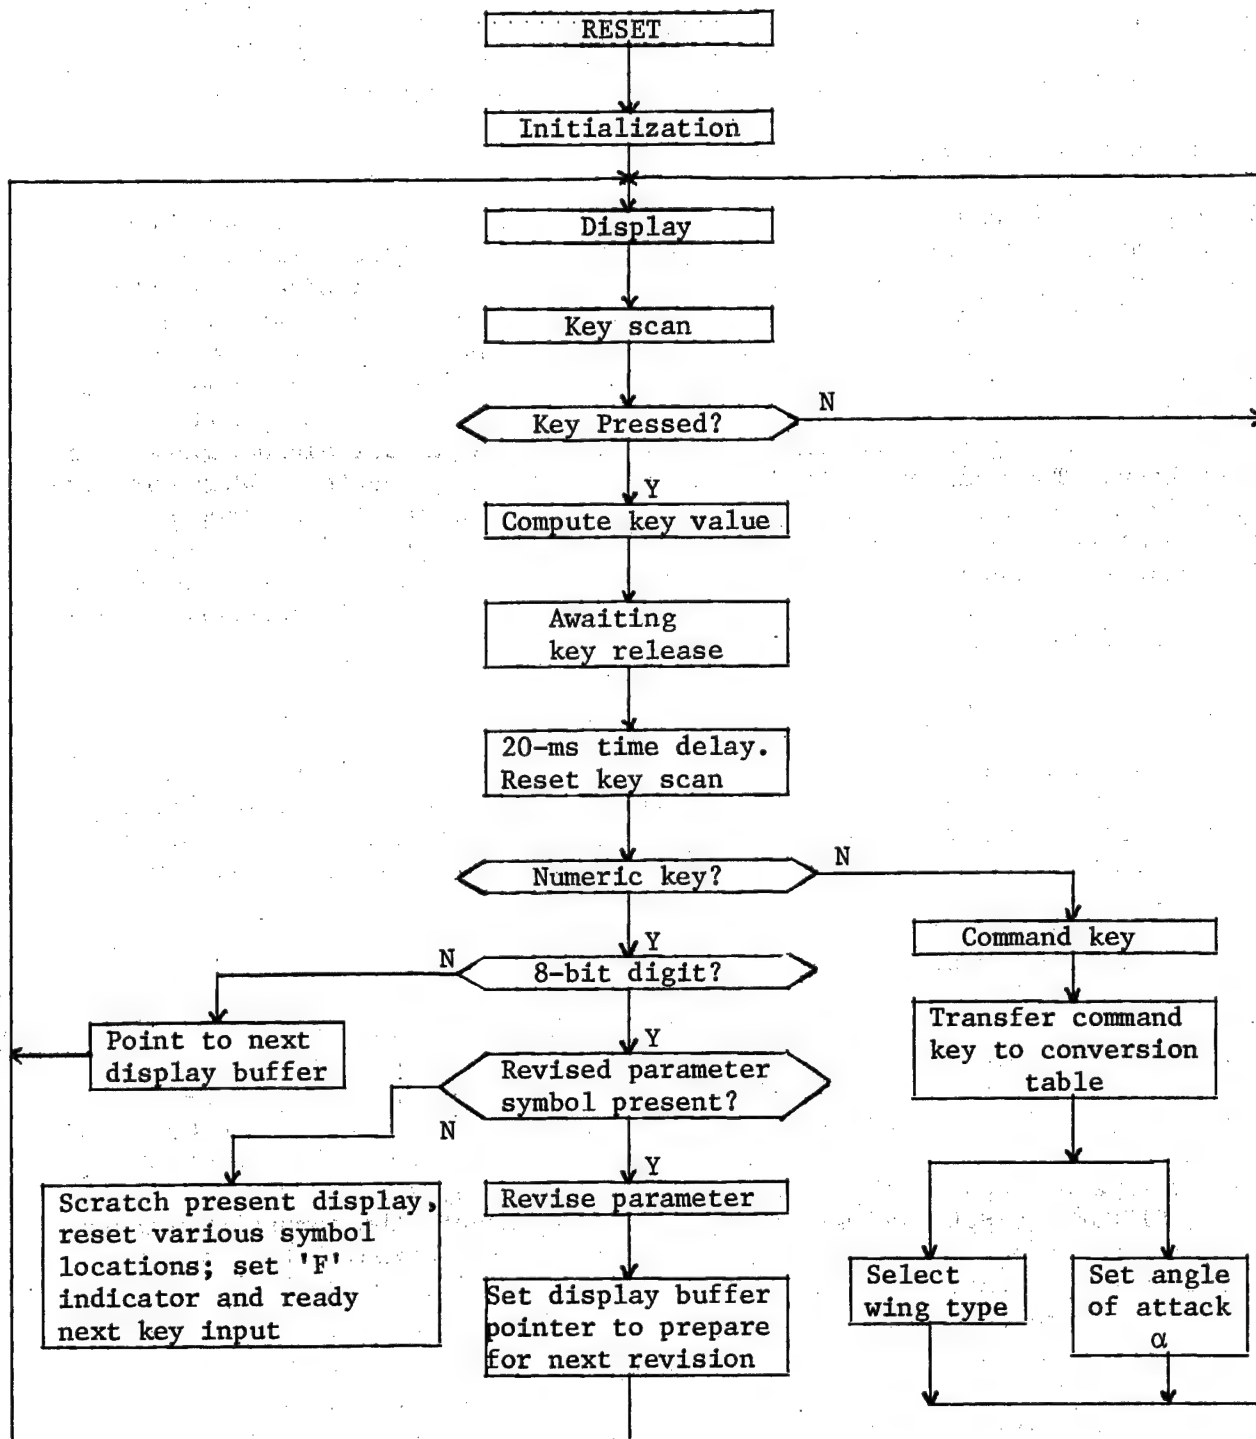 RESET
Initialization
Display
Key scan
Key Pressed?
N
Y
Compute key value
Awaiting
key release
20-ms time delay.
Reset key scan
Numeric key?
N
Y
Command key
8-bit digit?
N
Y
Point to next
display buffer
Transfer command
key to conversion
table
Revised parameter
symbol present?
N
Y
Scratch present display,
reset various symbol
locations; set 'F'
indicator and ready
next key input
Revise parameter
Set display buffer
pointer to prepare
for next revision
Select
wing type
Set angle
of attack
α